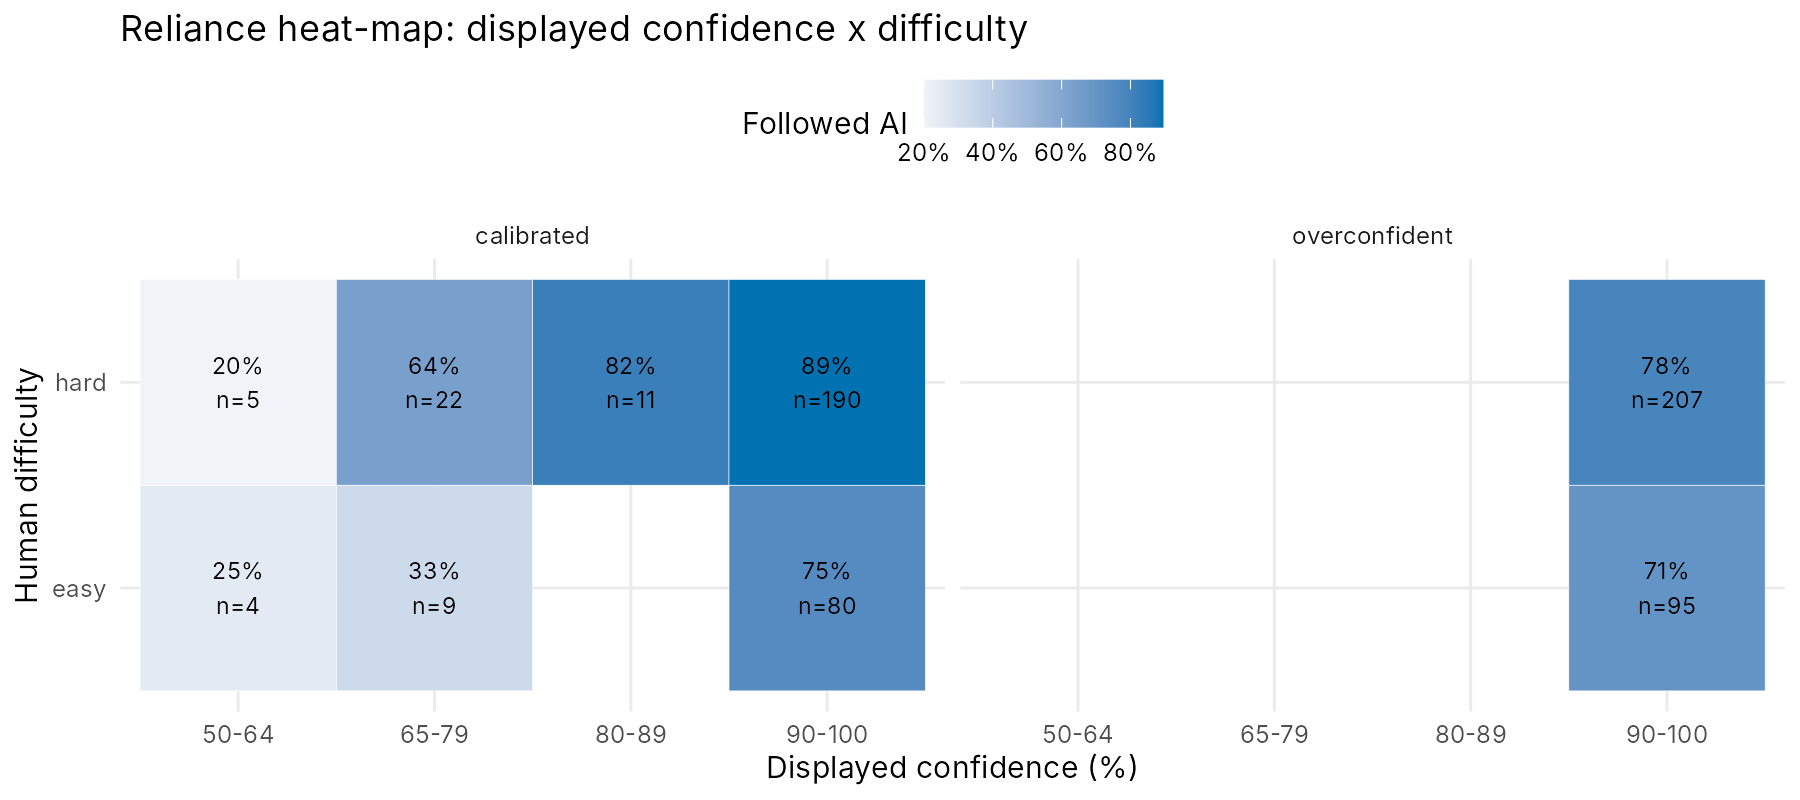 Reliance heat-map: displayed confidence x difficulty
Followed AI
20% 40% 60% 80%
calibrated
overconfident
Human difficulty
hard
20%
n=5
64%
n=22
82%
n=11
89%
n=190
78%
n=207
easy
25%
n=4
33%
n=9
75%
n=80
71%
n=95
50-64 65-79 80-89 90-100
50-64 65-79 80-89 90-100
Displayed confidence (%)